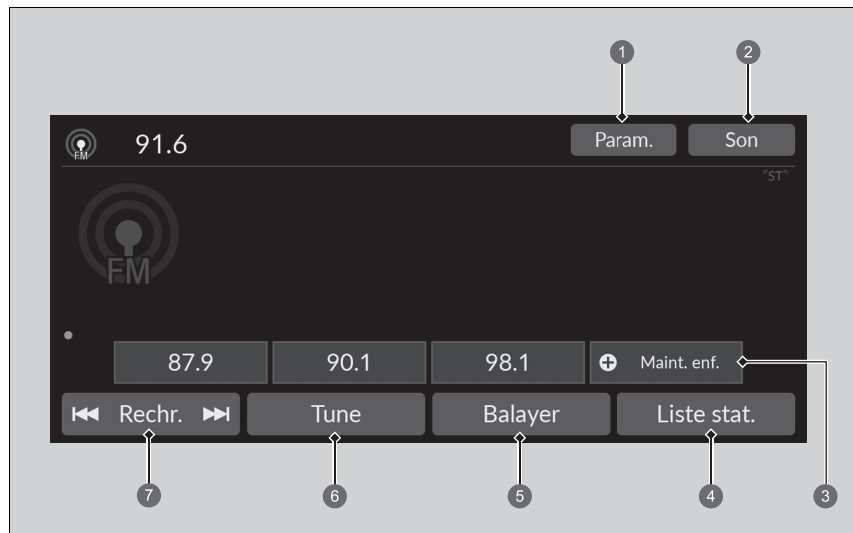 1 2
FM 91.6 Param. Son
ST
FM
87.9 90.1 98.1 Maint. enf.
Rechr. Tune Balayer Liste stat.
7 6 5 4 3